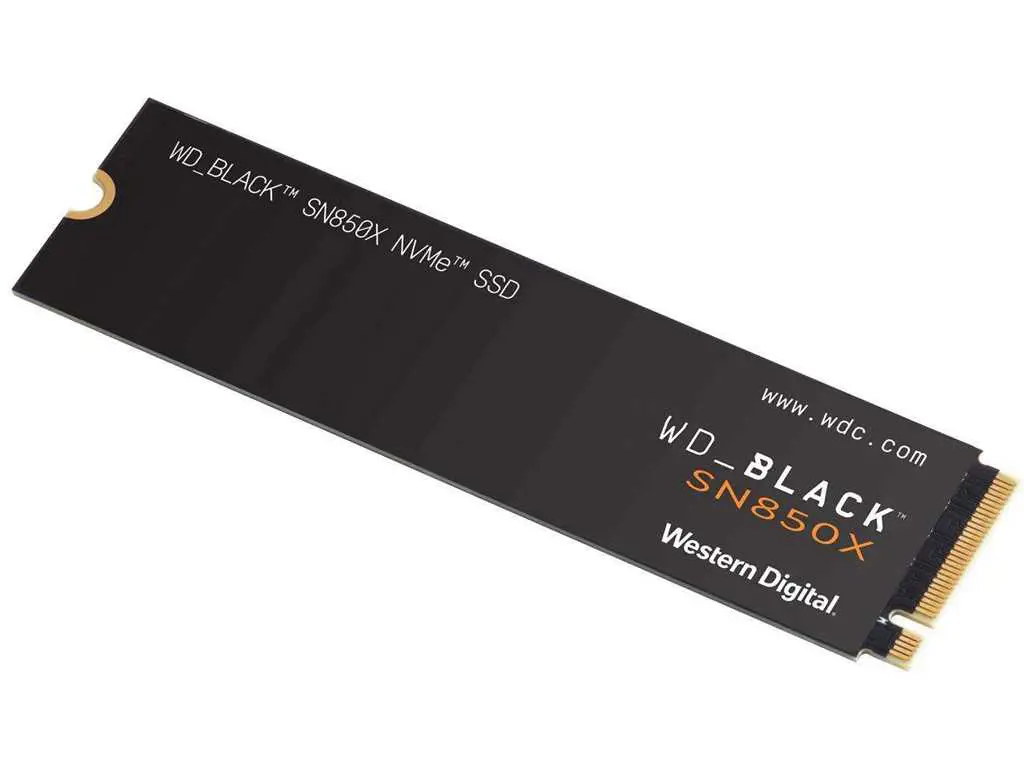 WD_BLACK™ SN850X NVMe™ SSD
www.wdc.com
WD_BLACK™
SN850X
Western Digital.